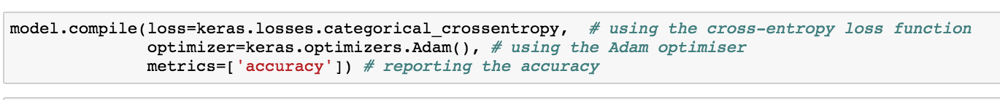 model.compile(loss=keras.losses.categorical_crossentropy,  # using the cross-entropy loss function
              optimizer=keras.optimizers.Adam(), # using the Adam optimiser
              metrics=['accuracy']) # reporting the accuracy